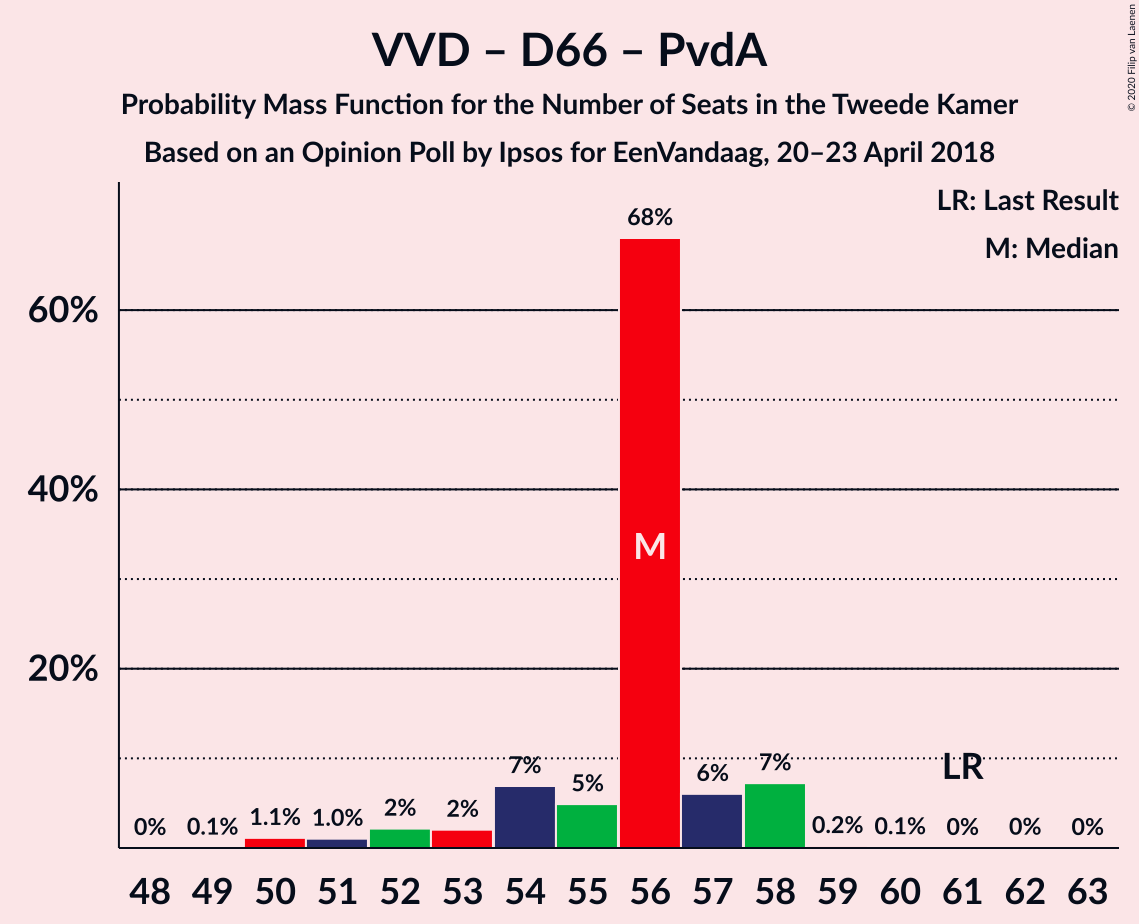 VVD – D66 – PvdA
Probability Mass Function for the Number of Seats in the Tweede Kamer
Based on an Opinion Poll by Ipsos for EenVandaag, 20–23 April 2018
© 2020 Filip van Laenen
LR: Last Result
M: Median
60%
40%
20%
0% 0.1% 1.1% 1.0% 2% 2% 7% 5% 68% 6% 7% 0.2% 0.1% 0% 0% 0%
M
LR
48 49 50 51 52 53 54 55 56 57 58 59 60 61 62 63